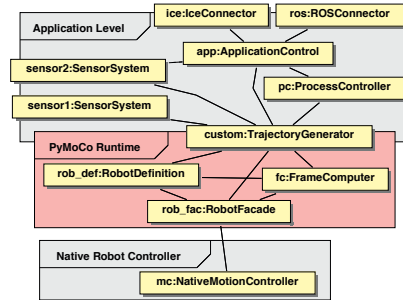 ice:IceConnector
ros:ROSConnector
Application Level
app:ApplicationControl
sensor2:SensorSystem
pc:ProcessController
sensor1:SensorSystem
custom:TrajectoryGenerator
PyMoCo Runtime
rob_def:RobotDefinition
fc:FrameComputer
rob_fac:RobotFacade
Native Robot Controller
mc:NativeMotionController